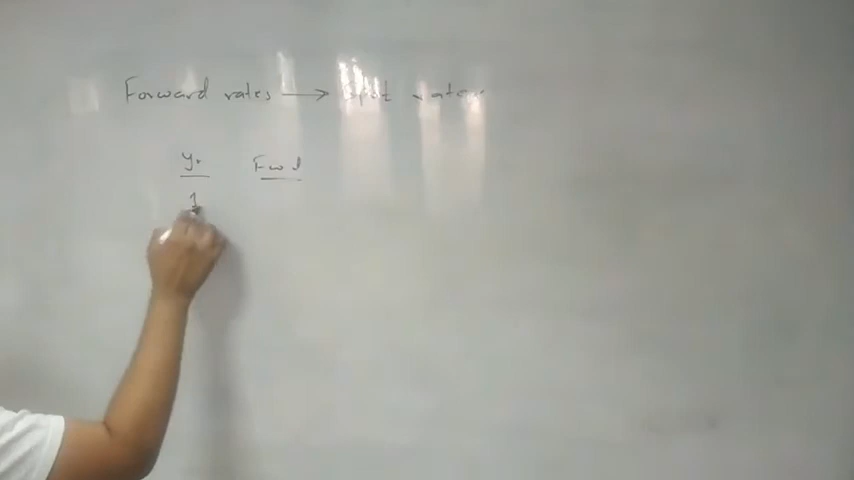 Forward rates → Spot rates
Yr Fwd
1